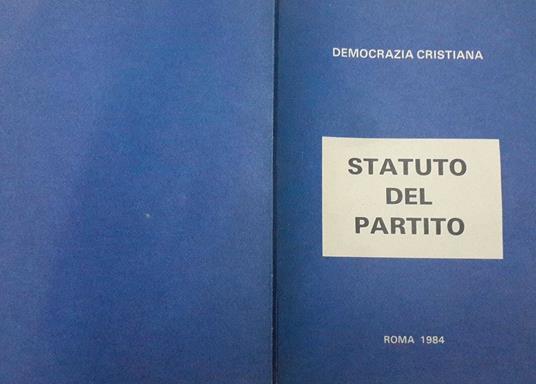 DEMOCRAZIA CRISTIANA
STATUTO
DEL
PARTITO
ROMA 1984